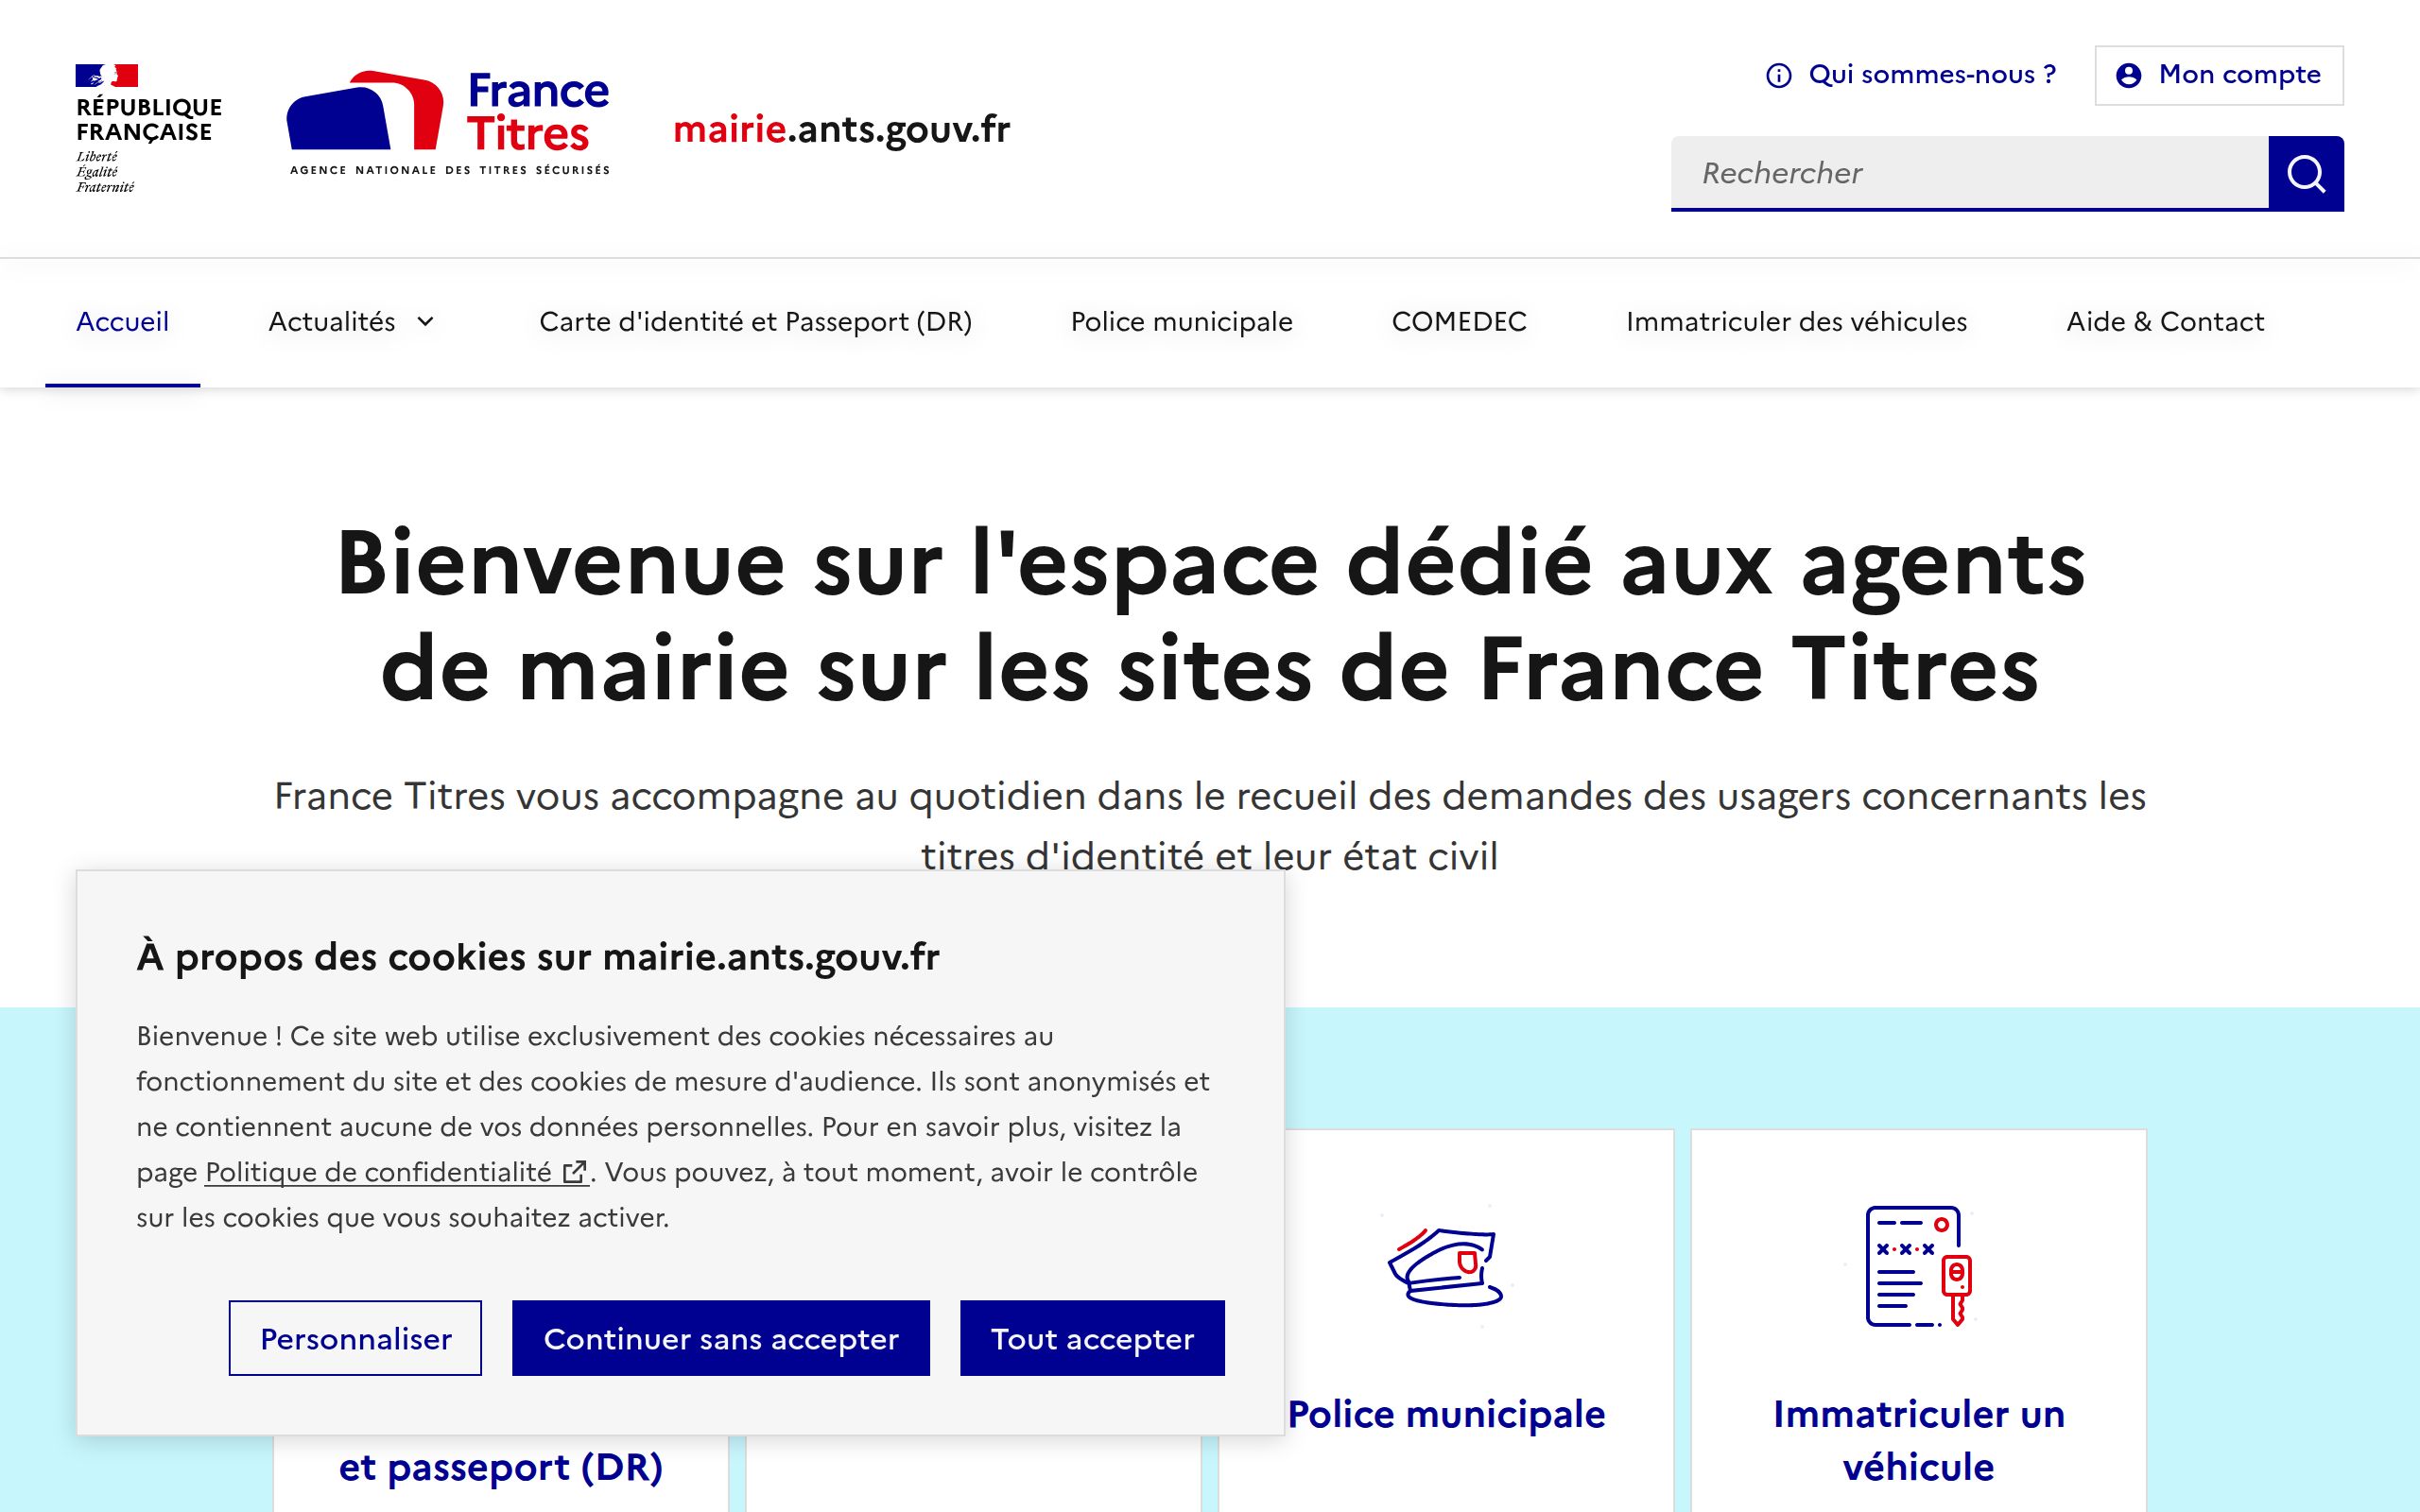 RÉPUBLIQUE
FRANÇAISE
Liberté
Égalité
Fraternité
France
Titres
AGENCE NATIONALE DES TITRES SÉCURISÉS
mairie.ants.gouv.fr
Qui sommes-nous ?
Mon compte
Rechercher
Accueil
Actualités
Carte d'identité et Passeport (DR)
Police municipale
COMEDEC
Immatriculer des véhicules
Aide & Contact
Bienvenue sur l'espace dédié aux agents
de mairie sur les sites de France Titres
France Titres vous accompagne au quotidien dans le recueil des demandes des usagers concernants les
titres d'identité et leur état civil
À propos des cookies sur mairie.ants.gouv.fr
Bienvenue ! Ce site web utilise exclusivement des cookies nécessaires au
fonctionnement du site et des cookies de mesure d'audience. Ils sont anonymisés et
ne contiennent aucune de vos données personnelles. Pour en savoir plus, visitez la
page Politique de confidentialité. Vous pouvez, à tout moment, avoir le contrôle
sur les cookies que vous souhaitez activer.
Personnaliser
Continuer sans accepter
Tout accepter
et passeport (DR)
Police municipale
Immatriculer un
véhicule